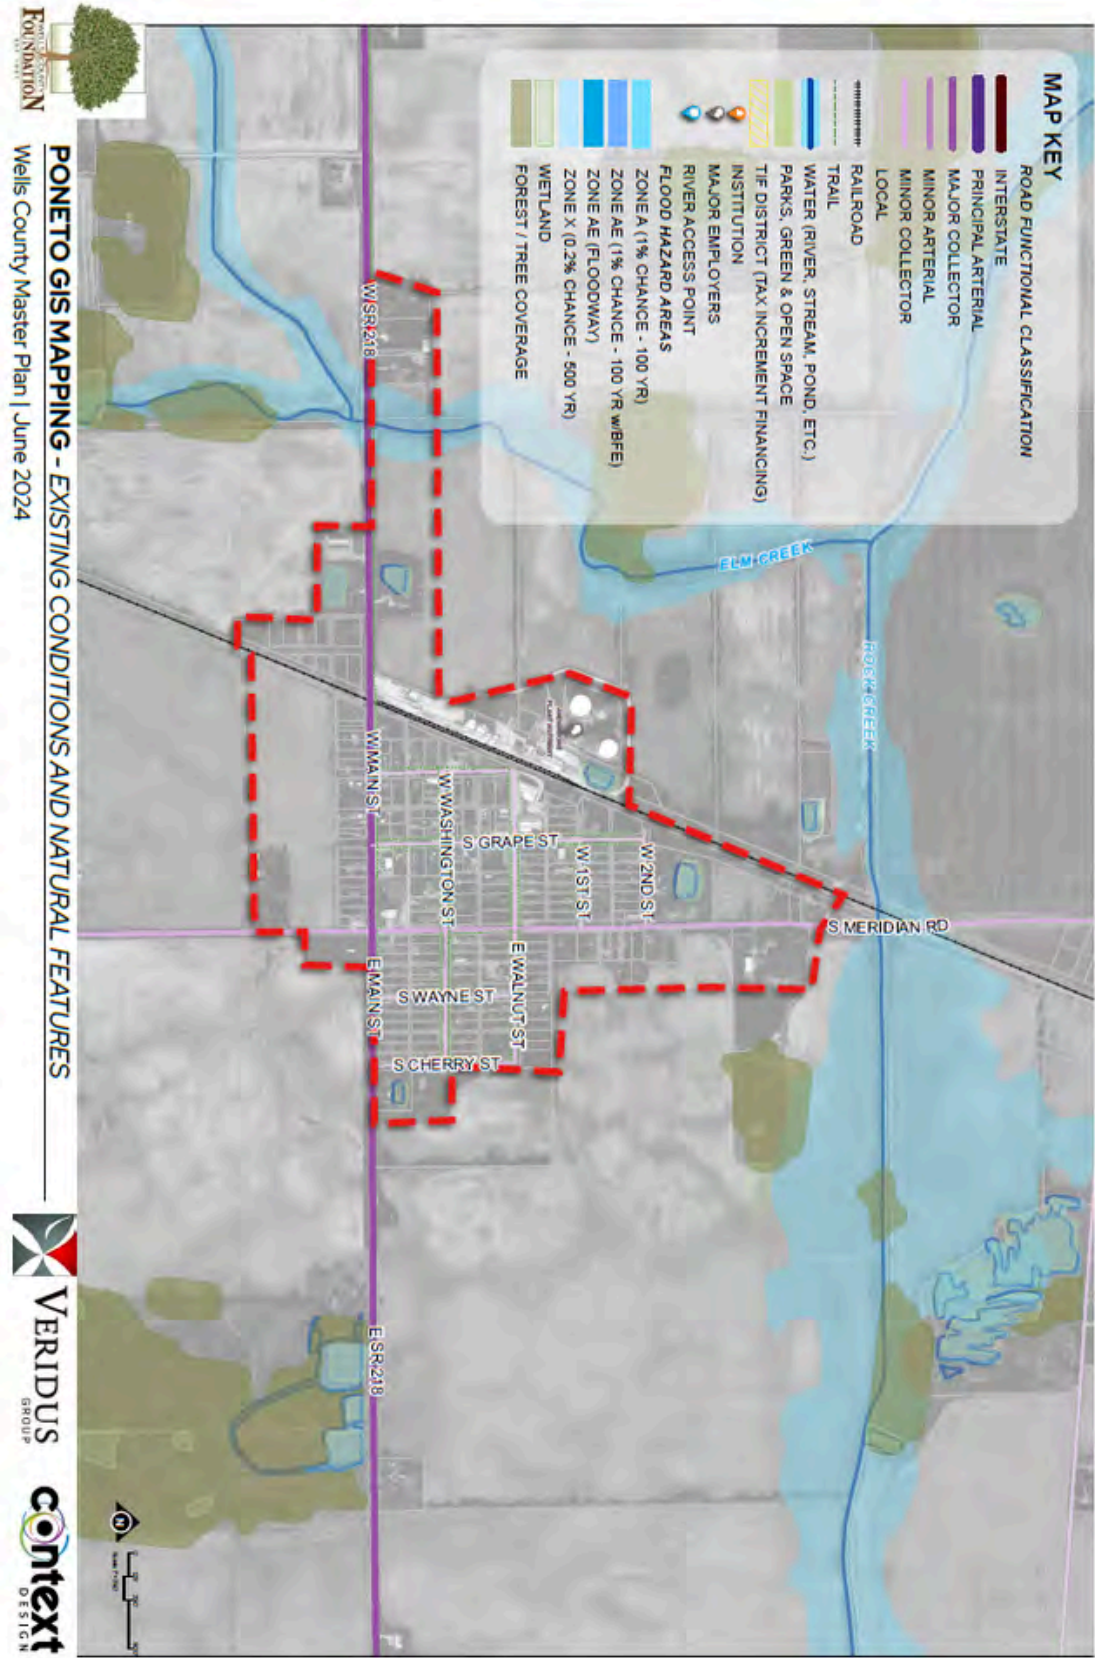 MAP KEY
ROAD FUNCTIONAL CLASSIFICATION
INTERSTATE
PRINCIPAL ARTERIAL
MAJOR COLLECTOR
MINOR ARTERIAL
MINOR COLLECTOR
LOCAL
RAILROAD
TRAIL
WATER (RIVER, STREAM, POND, ETC.)
PARKS, GREEN & OPEN SPACE
TIF DISTRICT (TAX INCREMENT FINANCING)
INSTITUTION
MAJOR EMPLOYERS
RIVER ACCESS POINT
FLOOD HAZARD AREAS
ZONE A (1% CHANCE - 100 YR)
ZONE AE (1% CHANCE - 100 YR w/BFE)
ZONE AE (FLOODWAY)
ZONE X (0.2% CHANCE - 500 YR)
WETLAND
FOREST / TREE COVERAGE
ELM CREEK
ROCK CREEK
S MERIDIAN RD
W 2ND ST
W 1ST ST
S GRAPE ST
E WALNUT ST
W WASHINGTON ST
S WAYNE ST
S CHERRY ST
W SR 218
W MAIN ST
E MAIN ST
E SR 218
N
FOUNDATION
PONETO GIS MAPPING - EXISTING CONDITIONS AND NATURAL FEATURES
Wells County Master Plan | June 2024
VERIDUS
GROUP
context
DESIGN